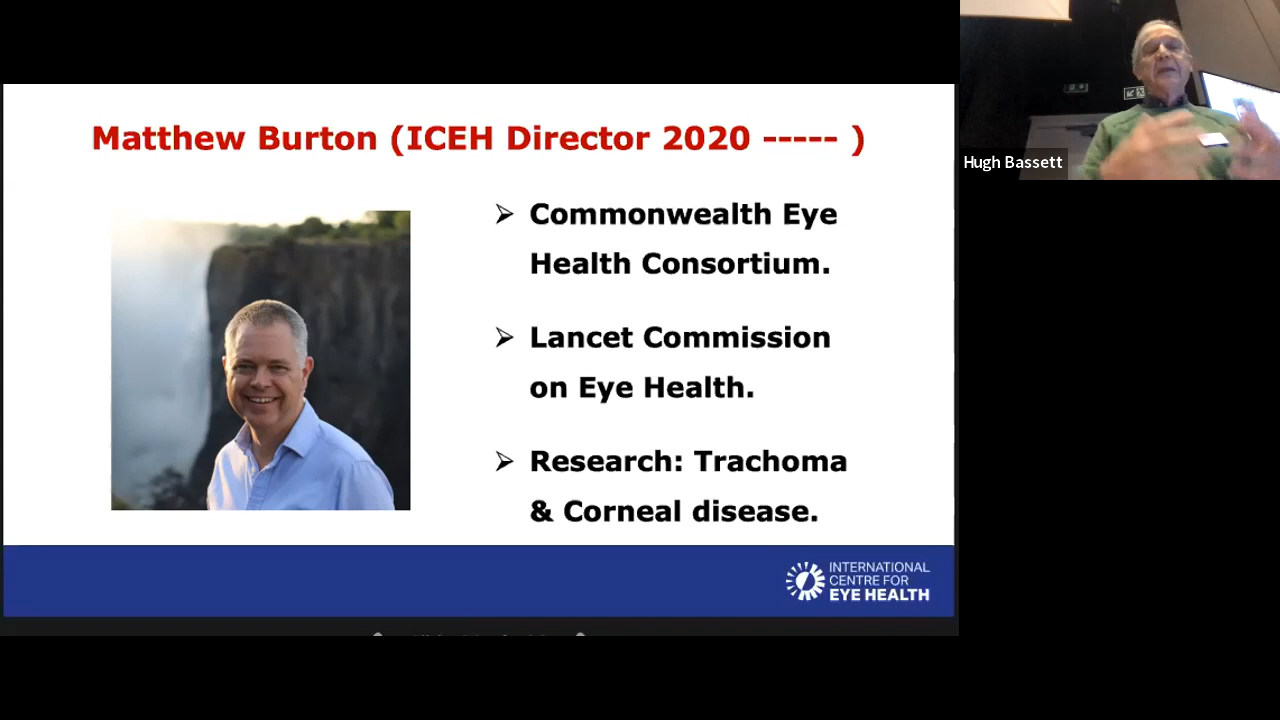 Matthew Burton (ICEH Director 2020 ----- )
Commonwealth Eye
Health Consortium.
Lancet Commission
on Eye Health.
Research: Trachoma
& Corneal disease.
INTERNATIONAL
CENTRE FOR
EYE HEALTH
Hugh Bassett